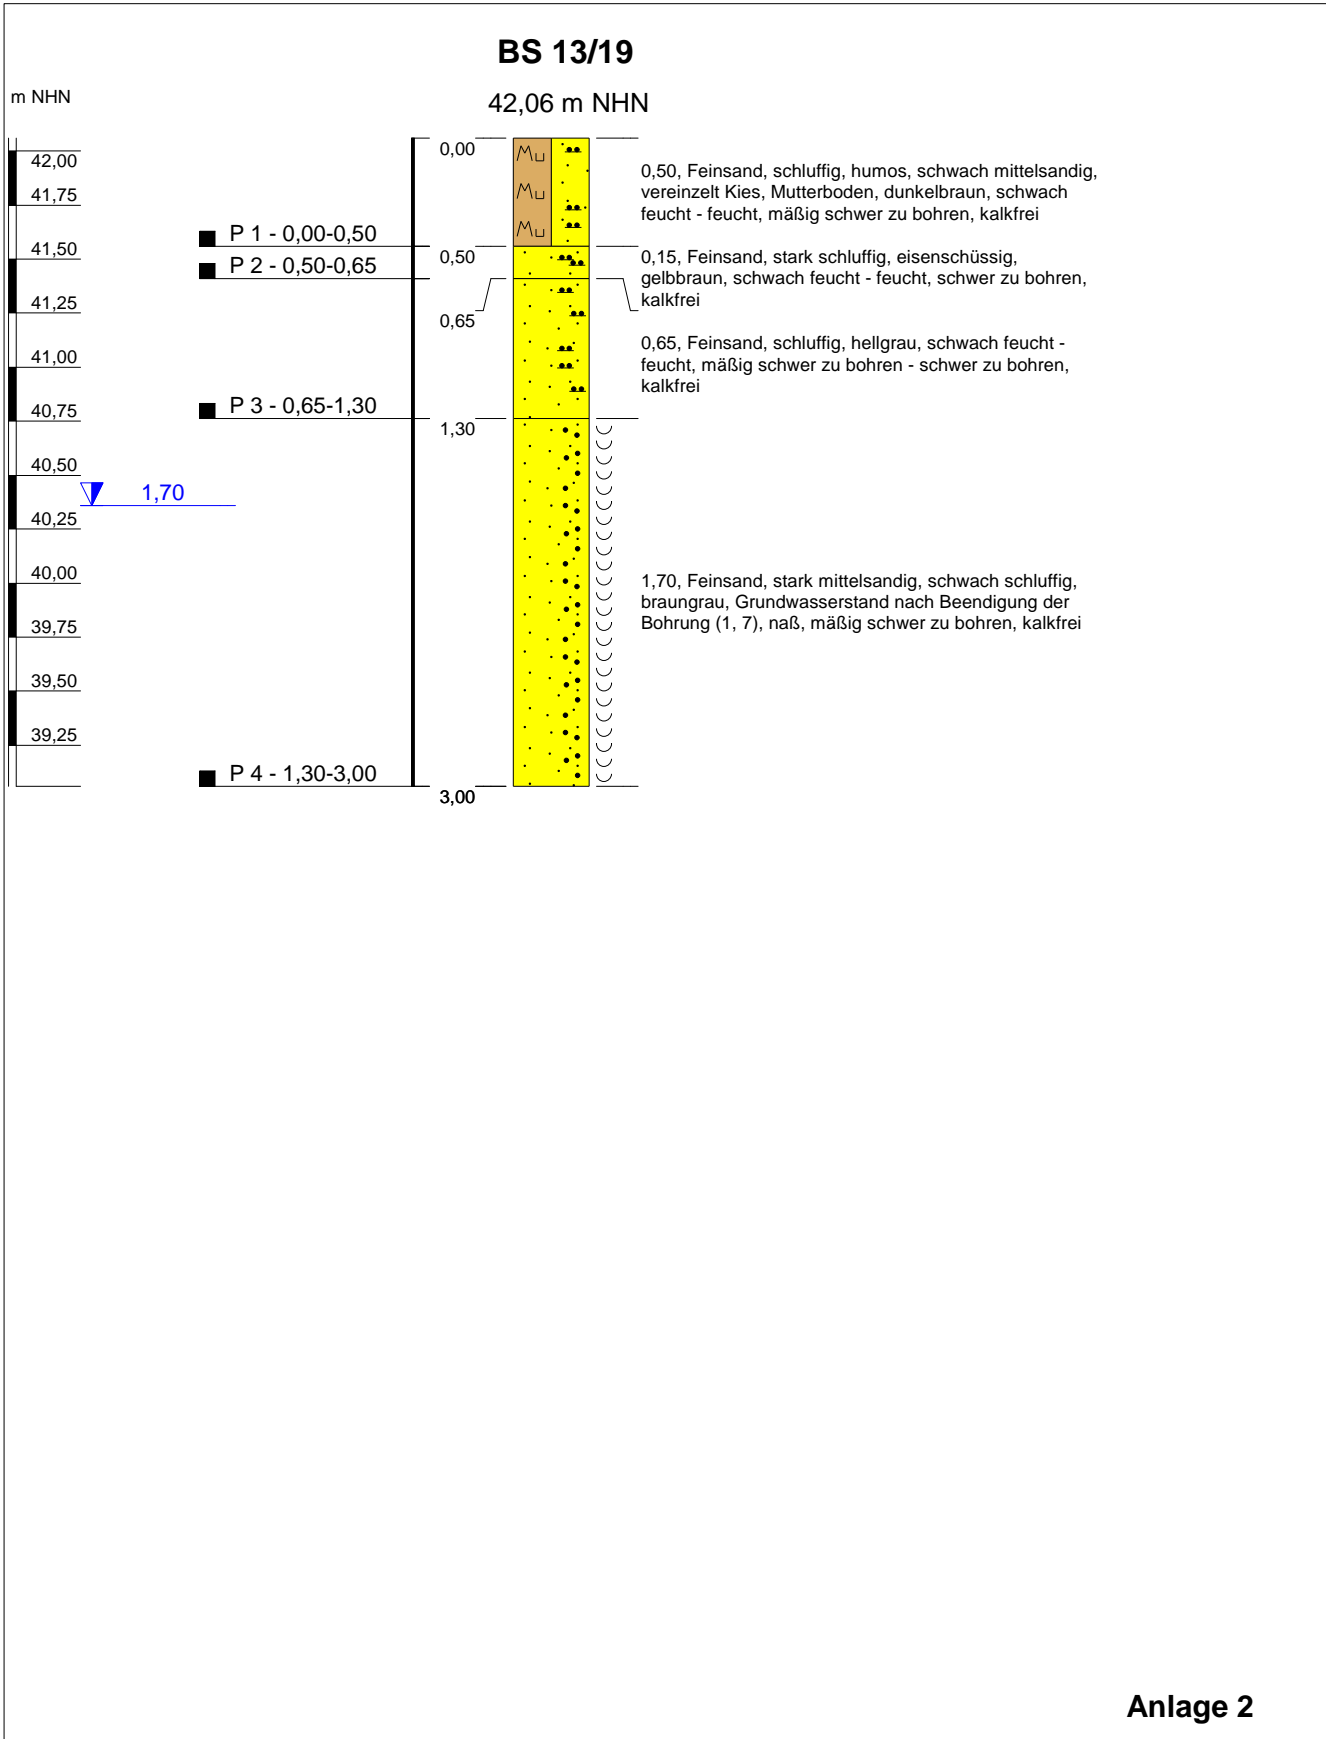 BS 13/19
m NHN
42,06 m NHN
0,00
Mu
42,00
0,50, Feinsand, schluffig, humos, schwach mittelsandig,
vereinzelt Kies, Mutterboden, dunkelbraun, schwach
feucht - feucht, mäßig schwer zu bohren, kalkfrei
Mu
41,75
Mu
P 1 - 0,00-0,50
41,50
0,50
0,15, Feinsand, stark schluffig, eisenschüssig,
gelbbraun, schwach feucht - feucht, schwer zu bohren,
kalkfrei
P 2 - 0,50-0,65
41,25
0,65
0,65, Feinsand, schluffig, hellgrau, schwach feucht -
feucht, mäßig schwer zu bohren - schwer zu bohren,
kalkfrei
41,00
P 3 - 0,65-1,30
40,75
1,30
40,50
1,70
40,25
40,00
1,70, Feinsand, stark mittelsandig, schwach schluffig,
braungrau, Grundwasserstand nach Beendigung der
Bohrung (1, 7), naß, mäßig schwer zu bohren, kalkfrei
39,75
39,50
39,25
P 4 - 1,30-3,00
3,00
Anlage 2